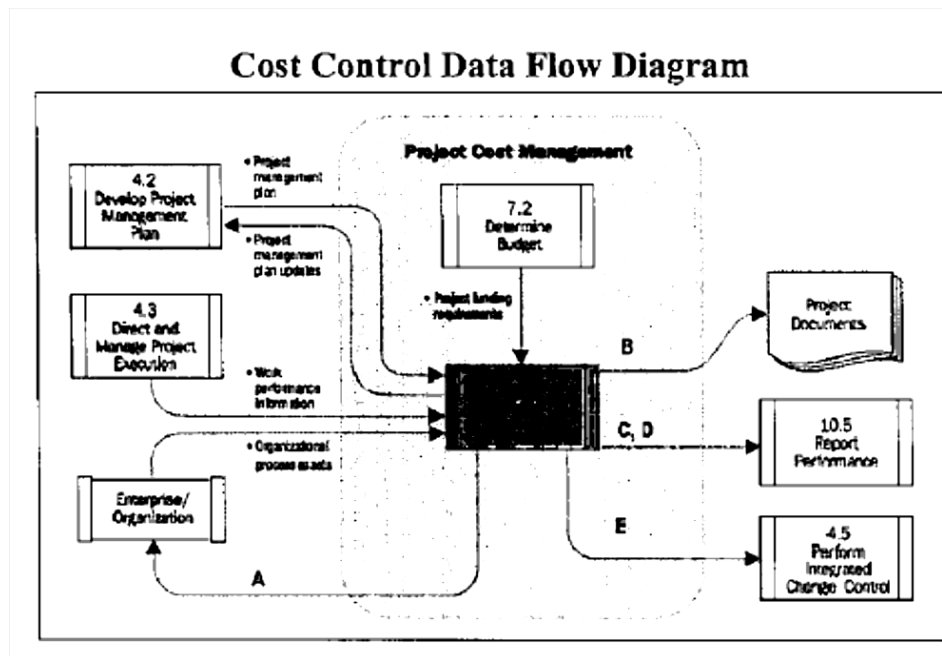 Cost Control Data Flow Diagram
Project Cost Management
4.2
Develop Project
Management
Plan
• Project
management
plan
• Project
management
plan updates
7.2
Determine
Budget
• Project funding
requirements
4.3
Direct and
Manage Project
Execution
• Work
performance
information
• Organizational
process assets
Enterprise/
Organization
A
B
C, D
E
Project
Documents
10.5
Report
Performance
4.5
Perform
Integrated
Change Control